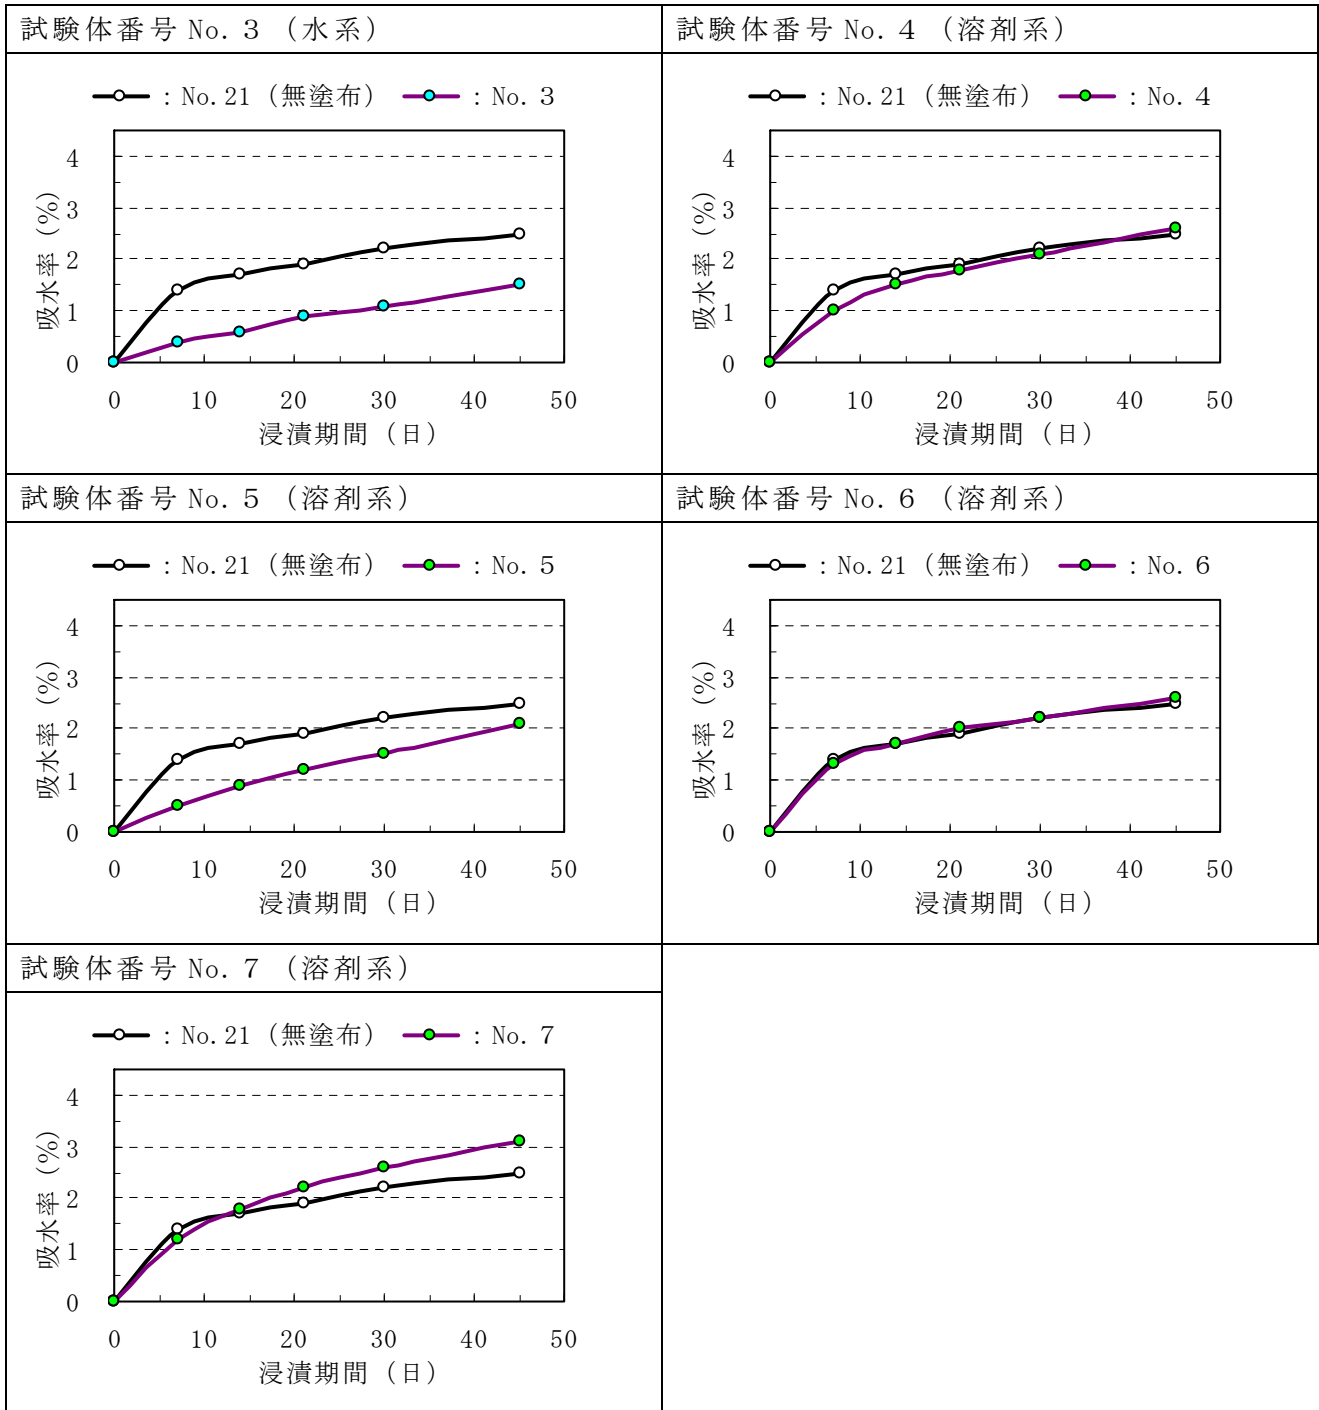 試験体番号 No.３（水系）
：No.21（無塗布） ：No.３
4
3
2
1
0
吸水率（%）
0 10 20 30 40 50
浸漬期間（日）
試験体番号 No.４（溶剤系）
：No.21（無塗布） ：No.４
4
3
2
1
0
吸水率（%）
0 10 20 30 40 50
浸漬期間（日）
試験体番号 No.５（溶剤系）
：No.21（無塗布） ：No.５
4
3
2
1
0
吸水率（%）
0 10 20 30 40 50
浸漬期間（日）
試験体番号 No.６（溶剤系）
：No.21（無塗布） ：No.６
4
3
2
1
0
吸水率（%）
0 10 20 30 40 50
浸漬期間（日）
試験体番号 No.７（溶剤系）
：No.21（無塗布） ：No.７
4
3
2
1
0
吸水率（%）
0 10 20 30 40 50
浸漬期間（日）